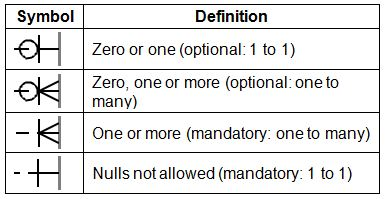 Symbol Definition
Zero or one (optional: 1 to 1)
Zero, one or more (optional: one to
many)
One or more (mandatory: one to many)
Nulls not allowed (mandatory: 1 to 1)